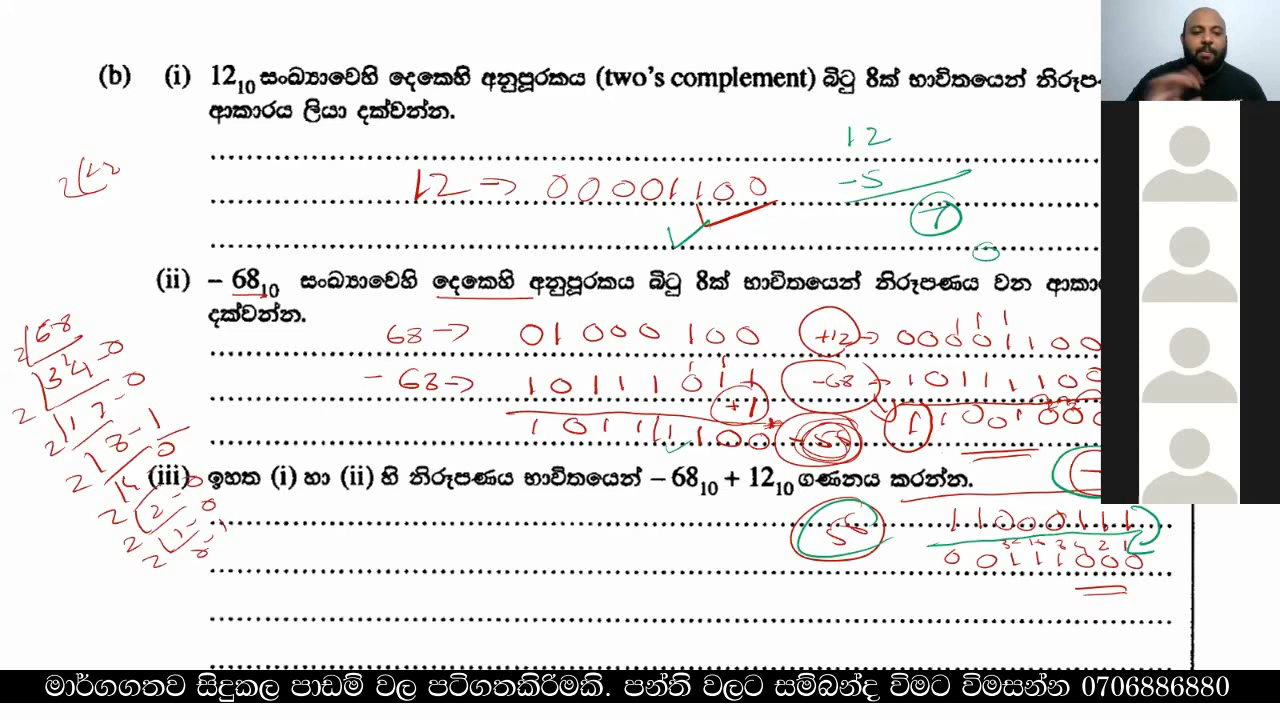 (b) (i) 12₁₀ සංඛ්‍යාවෙහි දෙකෙහි අනුපූරකය (two's complement) බිටු 8ක් භාවිතයෙන් නිරූප
ආකාරය ලියා දක්වන්න.
12
-5
7
12 → 00001100
(ii) – 68₁₀ සංඛ්‍යාවෙහි දෙකෙහි අනුපූරකය බිටු 8ක් භාවිතයෙන් නිරූපණය වන ආකා
දක්වන්න.
68 → 01000100 +12 → 00001100
- 68 → 10111011 -68 → 10111100
+1
10111100 1100100
(iii) ඉහත (i) හා (ii) හි නිරූපණය භාවිතයෙන් – 68₁₀ + 12₁₀ ගණනය කරන්න.
56 11000111
00111000
මාර්ගගතව සිදුකල පාඩම් වල පටිගතකිරිමකි. පන්ති වලට සම්බන්ද විමට විමසන්න 0706886880